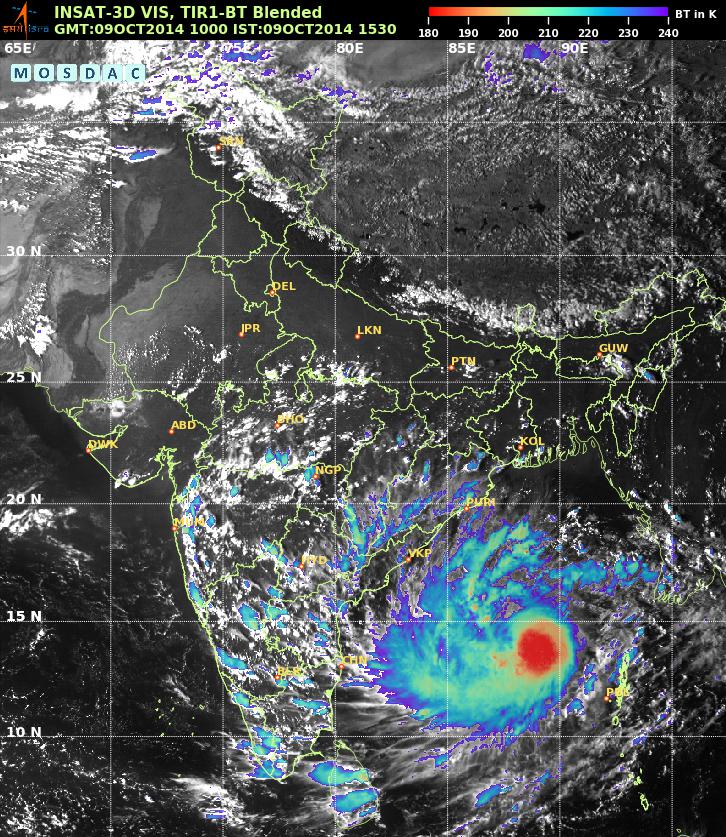 INSAT-3D VIS, TIR1-BT Blended
GMT:09OCT2014 1000 IST:09OCT2014 1530
BT in K
180 190 200 210 220 230 240
65E 75E 80E 85E 90E
MOSDAC
SRN
30 N
DEL
JPR
LKN
GUW
PTN
25 N
ABD
BHO
DWK
KOL
NGP
20 N
PURI
MUM
HYD
VKP
15 N
CHN
PBL
10 N